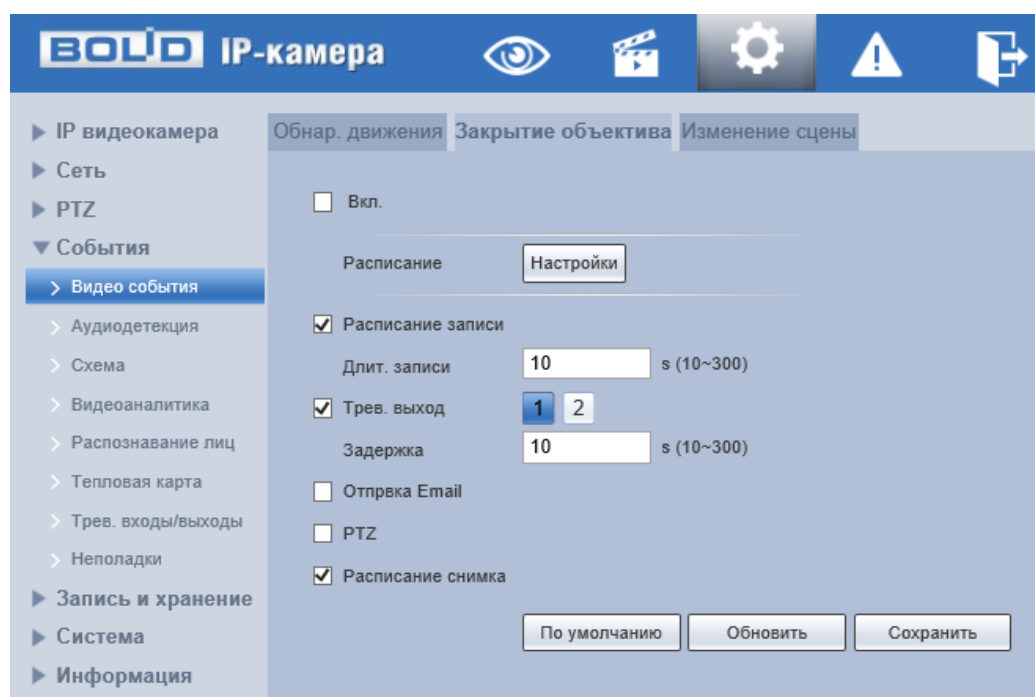 BOLID IP-камера
IP видеокамера
Сеть
PTZ
События
Видео события
Аудиодетекция
Схема
Видеоаналитика
Распознавание лиц
Тепловая карта
Трев. входы/выходы
Неполадки
Запись и хранение
Система
Информация
Обнар. движения Закрытие объектива Изменение сцены
Вкл.
Расписание Настройки
Расписание записи
Длит. записи 10 s (10~300)
Трев. выход 1 2
Задержка 10 s (10~300)
Отпрвка Email
PTZ
Расписание снимка
По умолчанию Обновить Сохранить